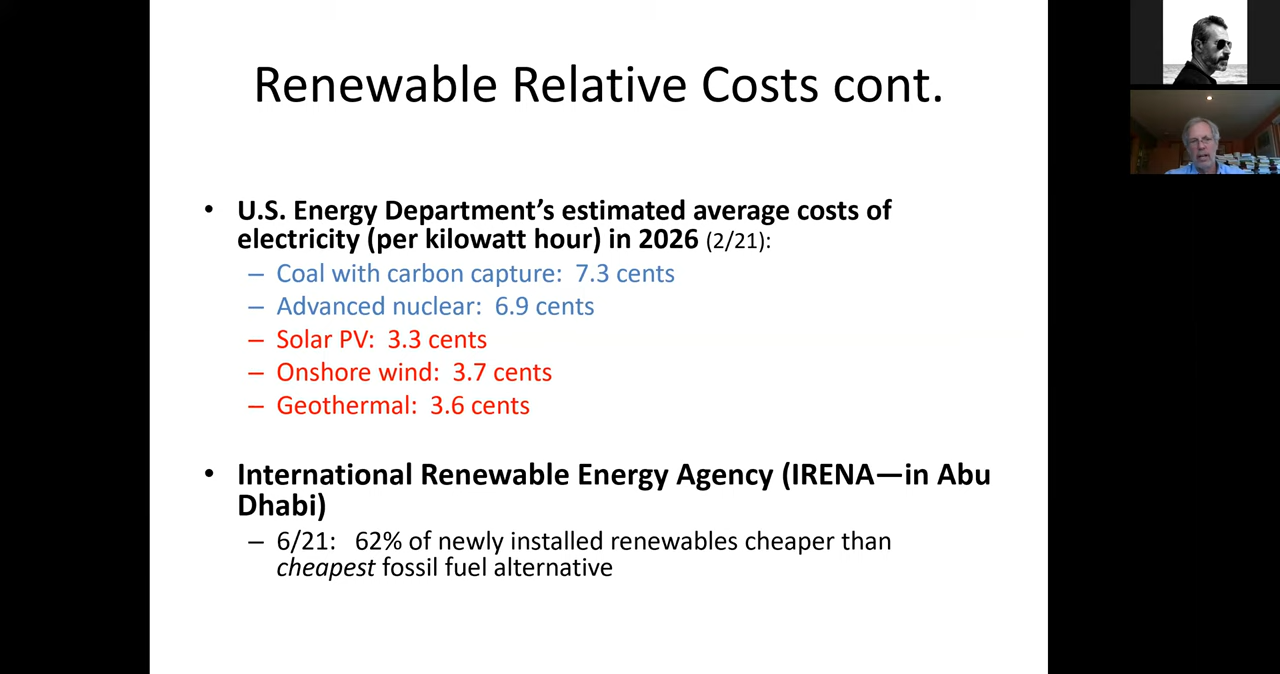 Renewable Relative Costs cont.
• U.S. Energy Department’s estimated average costs of
electricity (per kilowatt hour) in 2026 (2/21):
– Coal with carbon capture:  7.3 cents
– Advanced nuclear:  6.9 cents
– Solar PV:  3.3 cents
– Onshore wind:  3.7 cents
– Geothermal:  3.6 cents
• International Renewable Energy Agency (IRENA—in Abu
Dhabi)
– 6/21:   62% of newly installed renewables cheaper than
cheapest fossil fuel alternative